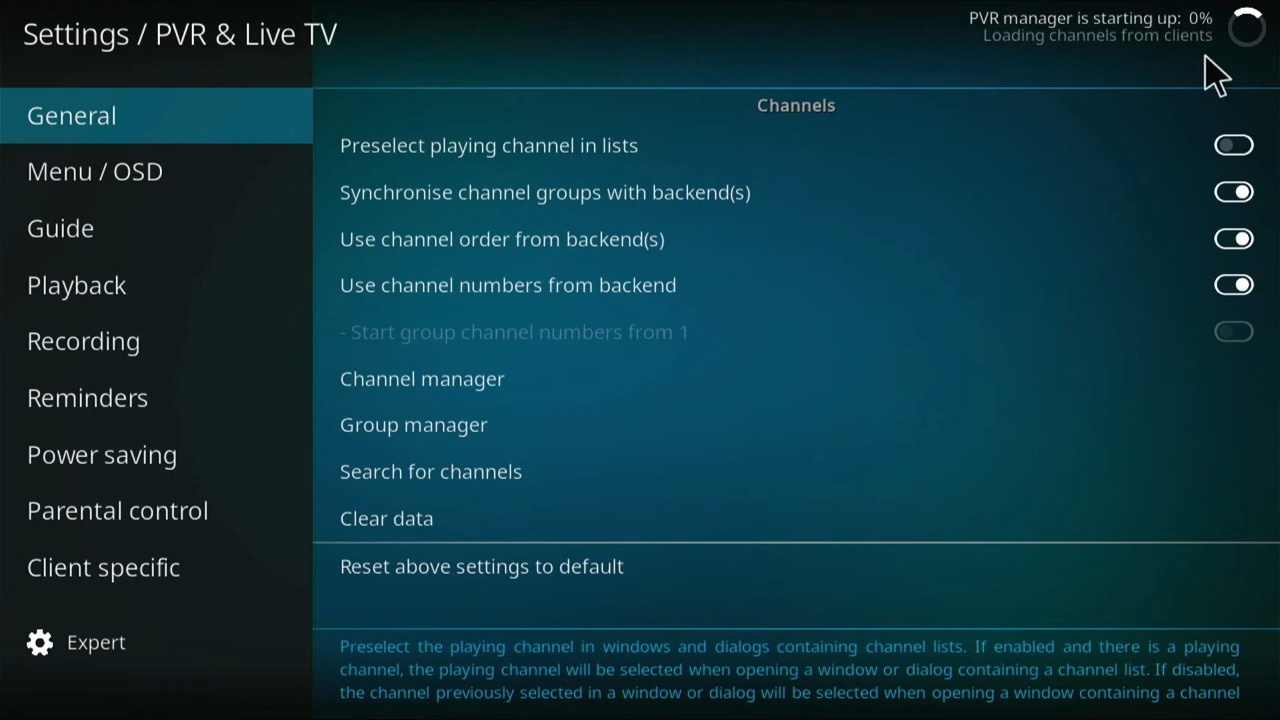 Settings / PVR & Live TV
PVR manager is starting up: 0%
Loading channels from clients
General
Menu / OSD
Guide
Playback
Recording
Reminders
Power saving
Parental control
Client specific
Expert
Channels
Preselect playing channel in lists
Synchronise channel groups with backend(s)
Use channel order from backend(s)
Use channel numbers from backend
- Start group channel numbers from 1
Channel manager
Group manager
Search for channels
Clear data
Reset above settings to default
Preselect the playing channel in windows and dialogs containing channel lists. If enabled and there is a playing
channel, the playing channel will be selected when opening a window or dialog containing a channel list. If disabled,
the channel previously selected in a window or dialog will be selected when opening a window containing a channel